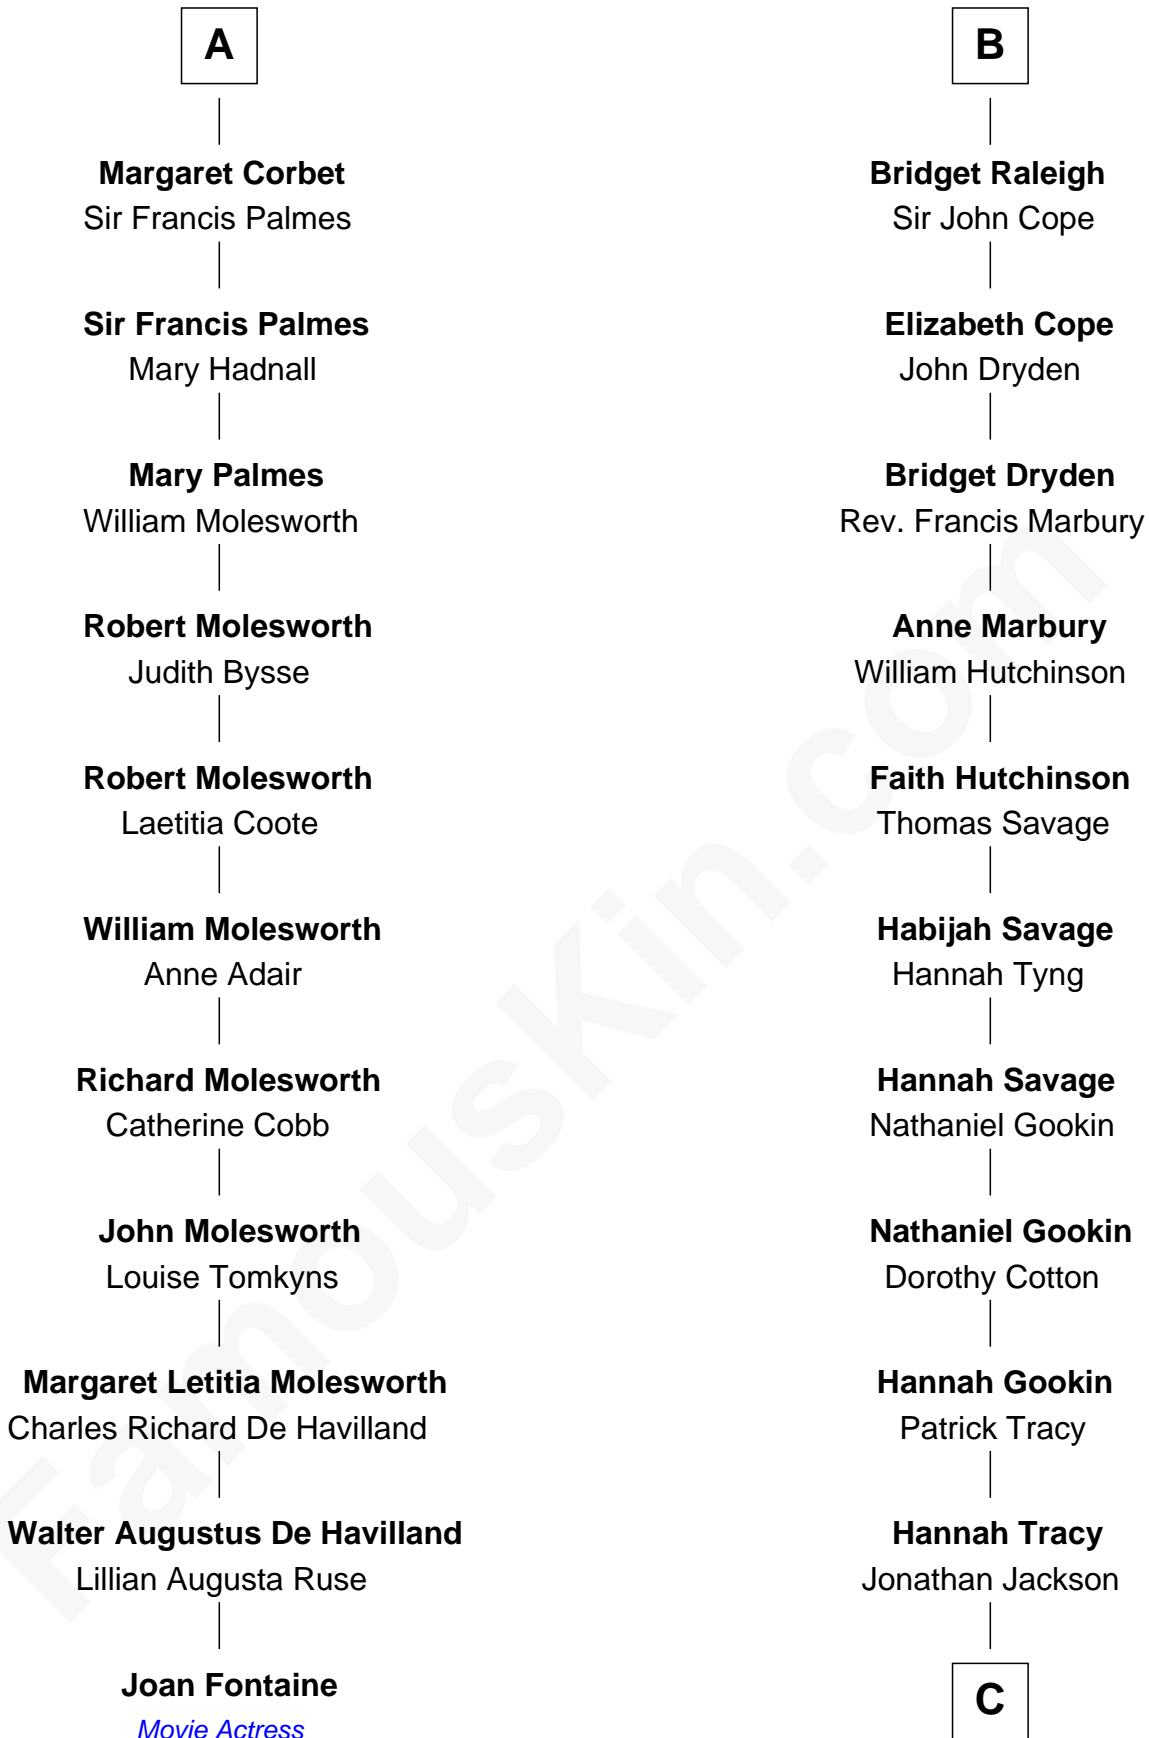 A
Margaret Corbet
Sir Francis Palmes
Sir Francis Palmes
Mary Hadnall
Mary Palmes
William Molesworth
Robert Molesworth
Judith Bysse
Robert Molesworth
Laetitia Coote
William Molesworth
Anne Adair
Richard Molesworth
Catherine Cobb
John Molesworth
Louise Tomkyns
Margaret Letitia Molesworth
Charles Richard De Havilland
Walter Augustus De Havilland
Lillian Augusta Ruse
Joan Fontaine
Movie Actress
B
Bridget Raleigh
Sir John Cope
Elizabeth Cope
John Dryden
Bridget Dryden
Rev. Francis Marbury
Anne Marbury
William Hutchinson
Faith Hutchinson
Thomas Savage
Habijah Savage
Hannah Tyng
Hannah Savage
Nathaniel Gookin
Nathaniel Gookin
Dorothy Cotton
Hannah Gookin
Patrick Tracy
Hannah Tracy
Jonathan Jackson
C
FamousKin.com